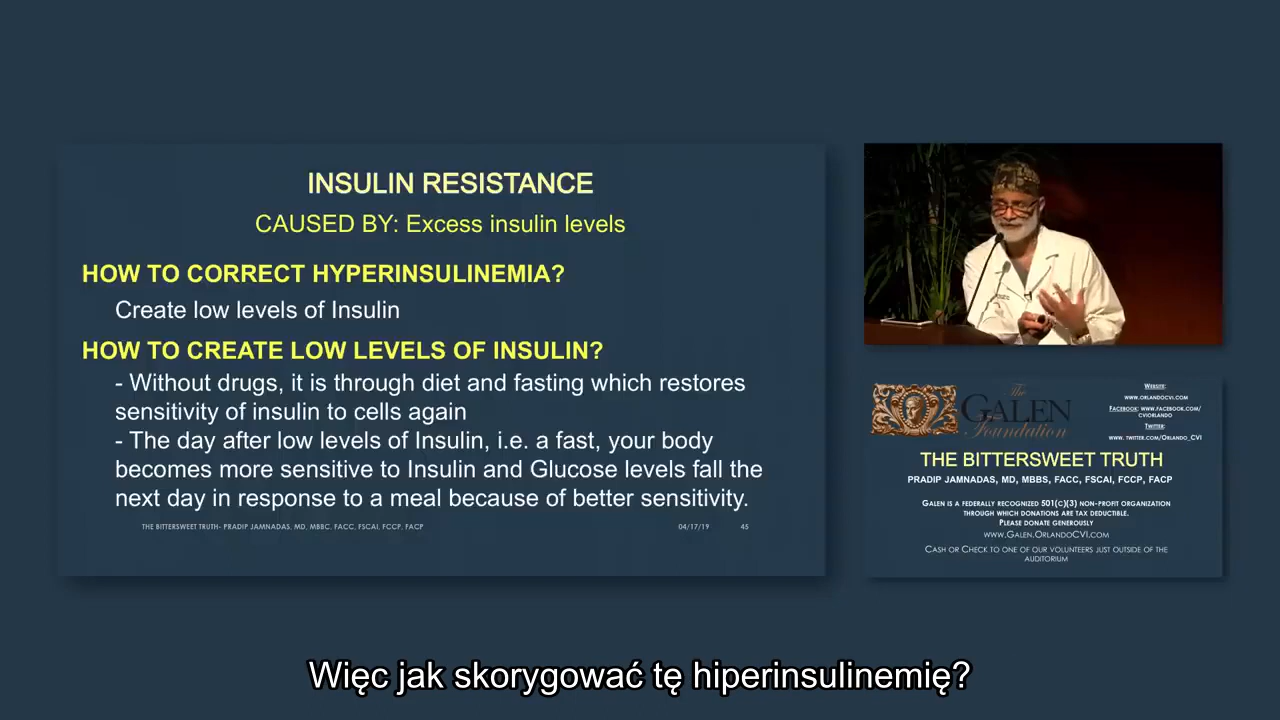 INSULIN RESISTANCE
CAUSED BY: Excess insulin levels
HOW TO CORRECT HYPERINSULINEMIA?
Create low levels of Insulin
HOW TO CREATE LOW LEVELS OF INSULIN?
- Without drugs, it is through diet and fasting which restores
sensitivity of insulin to cells again
- The day after low levels of Insulin, i.e. a fast, your body
becomes more sensitive to Insulin and Glucose levels fall the
next day in response to a meal because of better sensitivity.
THE BITTERSWEET TRUTH- PRADIP JAMNADAS, MD, MBBC, FACC, FSCAI, FCCP, FACP 04/17/19 45
The
GALEN
Foundation
WEBSITE:
WWW.ORLANDOCVI.COM
FACEBOOK: WWW.FACEBOOK.COM/
CVIORLANDO
TWITTER:
WWW. TWITTER.COM/ORLANDO_CVI
THE BITTERSWEET TRUTH
PRADIP JAMNADAS, MD, MBBS, FACC, FSCAI, FCCP, FACP
GALEN IS A FEDERALLY RECOGNIZED 501(C)(3) NON-PROFIT ORGANIZATION
THROUGH WHICH DONATIONS ARE TAX DEDUCTIBLE.
PLEASE DONATE GENEROUSLY
WWW.GALEN.ORLANDOCVI.COM
CASH OR CHECK TO ONE OF OUR VOLUNTEERS JUST OUTSIDE OF THE
AUDITORIUM
Więc jak skorygować tę hiperinsulinemię?